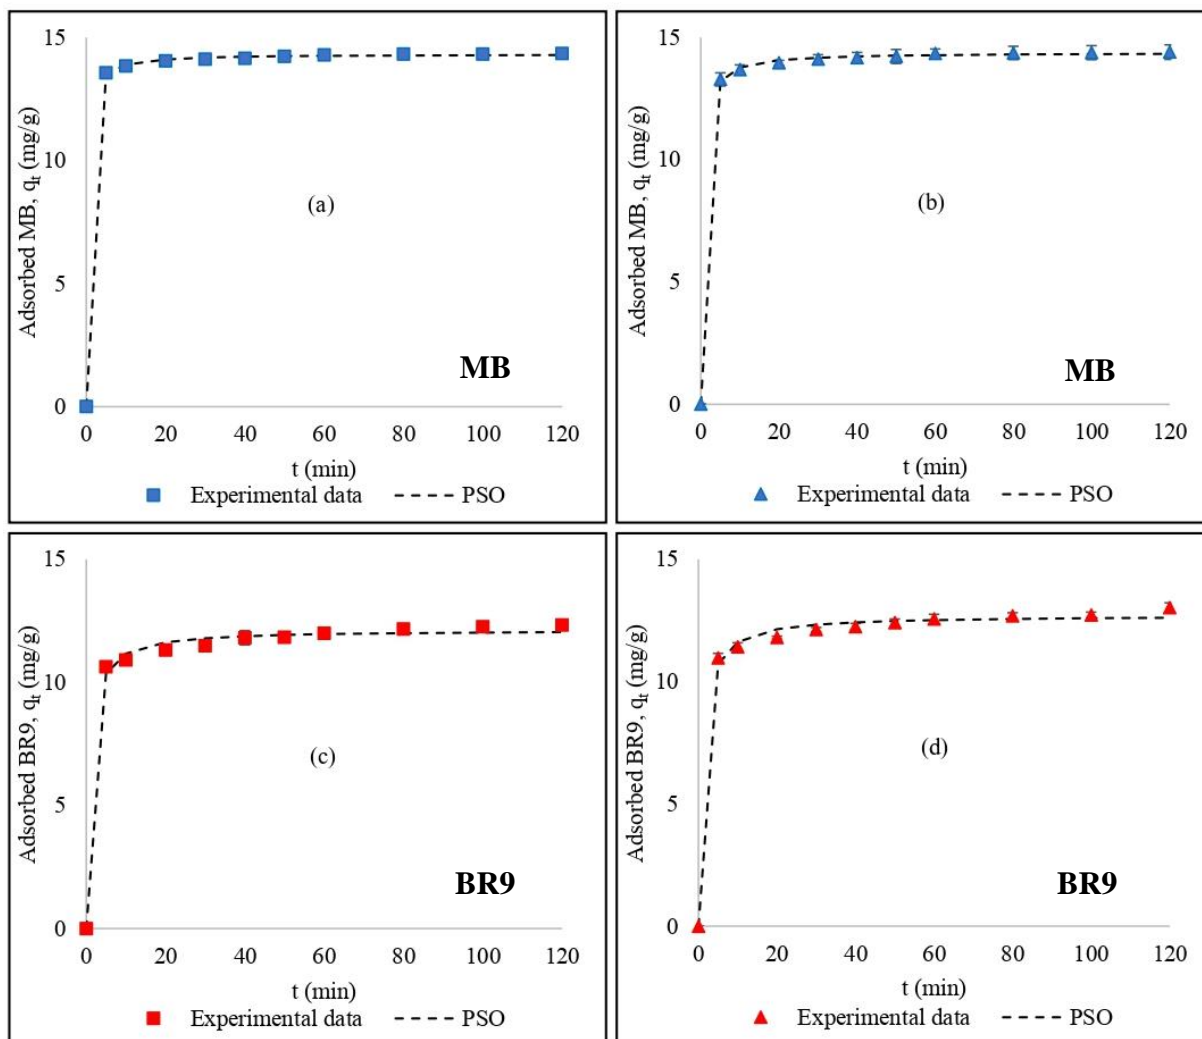 15
10
5
0
Adsorbed MB, qt (mg/g)
(a)
MB
0 20 40 60 80 100 120
t (min)
Experimental data PSO
15
10
5
0
Adsorbed MB, qt (mg/g)
(b)
MB
0 20 40 60 80 100 120
t (min)
Experimental data PSO
15
10
5
0
Adsorbed BR9, qt (mg/g)
(c)
BR9
0 20 40 60 80 100 120
t (min)
Experimental data PSO
15
10
5
0
Adsorbed BR9, qt (mg/g)
(d)
BR9
0 20 40 60 80 100 120
t (min)
Experimental data PSO